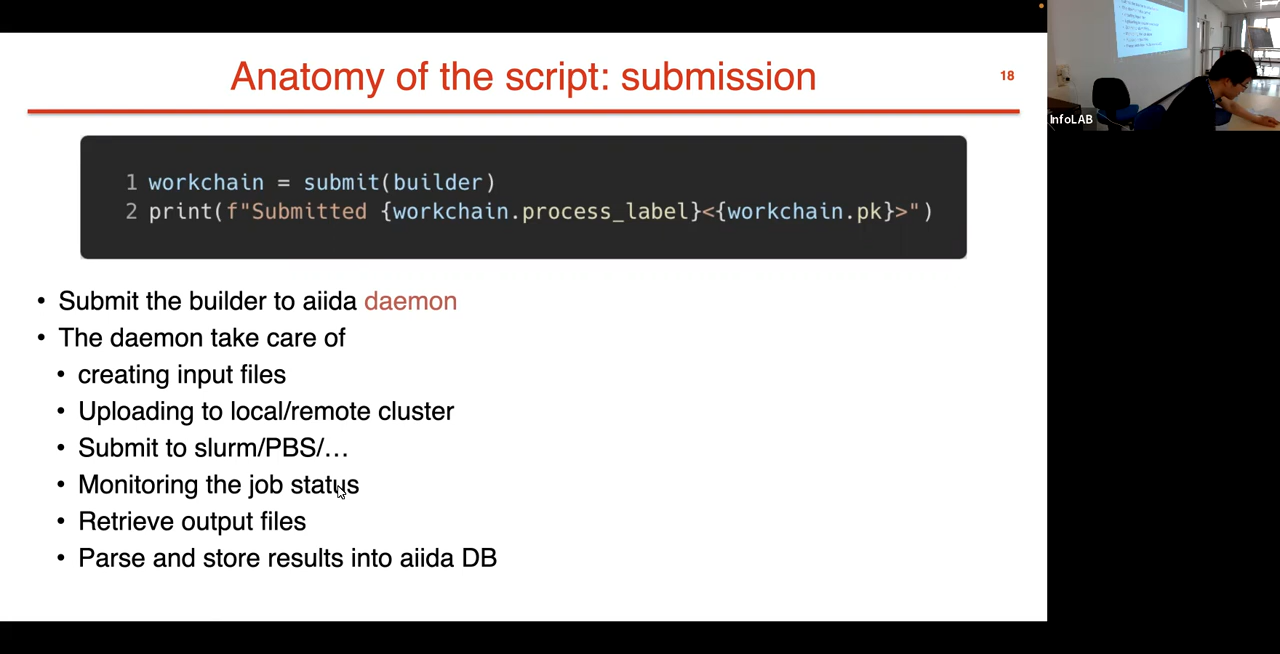 Anatomy of the script: submission
18
1 workchain = submit(builder)
2 print(f"Submitted {workchain.process_label}<{workchain.pk}>")
• Submit the builder to aiida daemon
• The daemon take care of
• creating input files
• Uploading to local/remote cluster
• Submit to slurm/PBS/…
• Monitoring the job status
• Retrieve output files
• Parse and store results into aiida DB
InfoLAB